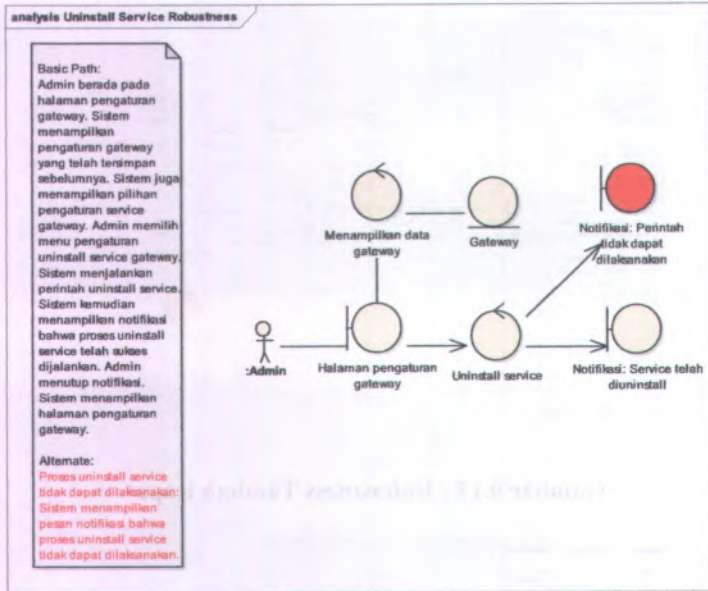 analysis Uninstall Service Robustness
Basic Path:
Admin berada pada
halaman pengaturan
gateway. Sistem
menampilkan
pengaturan gateway
yang telah tersimpan
sebelumnya. Sistem juga
menampilkan pilihan
pengaturan service
gateway. Admin memilih
menu pengaturan
uninstall service gateway.
Sistem menjalankan
perintah uninstall service.
Sistem kemudian
menampilkan notifikasi
bahwa proses uninstall
service telah sukses
dijalankan. Admin
menutup notifikasi.
Sistem menampilkan
halaman pengaturan
gateway.
Alternate:
Proses uninstall service
tidak dapat dilaksanakan:
Sistem menampilkan
pesan notifikasi bahwa
proses uninstall service
tidak dapat dilaksanakan.
Menampilkan data
gateway
Gateway
Notifikasi: Perintah
tidak dapat
dilaksanakan
:Admin
Halaman pengaturan
gateway
Uninstall service
Notifikasi: Service telah
diuninstall